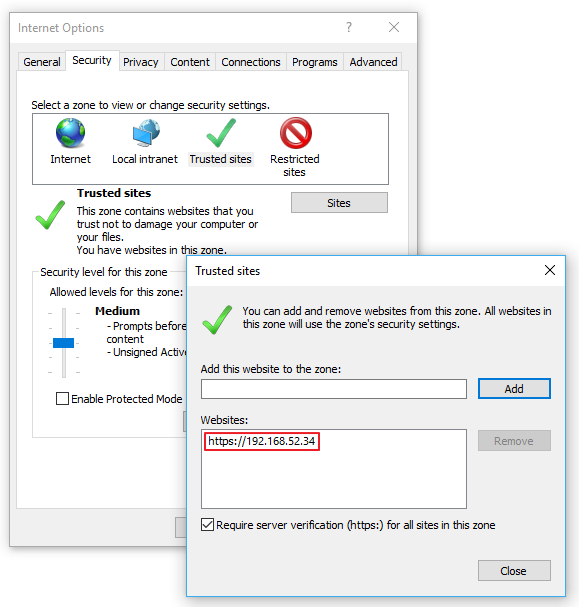 Internet Options
?
General Security Privacy Content Connections Programs Advanced
Select a zone to view or change security settings.
Internet Local intranet Trusted sites Restricted
sites
Trusted sites
Sites
This zone contains websites that you
trust not to damage your computer or
your files.
You have websites in this zone.
Security level for this zone
Allowed levels for this zone:
Medium
- Prompts before
content
- Unsigned Active
Enable Protected Mode
Trusted sites
You can add and remove websites from this zone. All websites in
this zone will use the zone's security settings.
Add this website to the zone:
Add
Websites:
https://192.168.52.34
Remove
Require server verification (https:) for all sites in this zone
Close